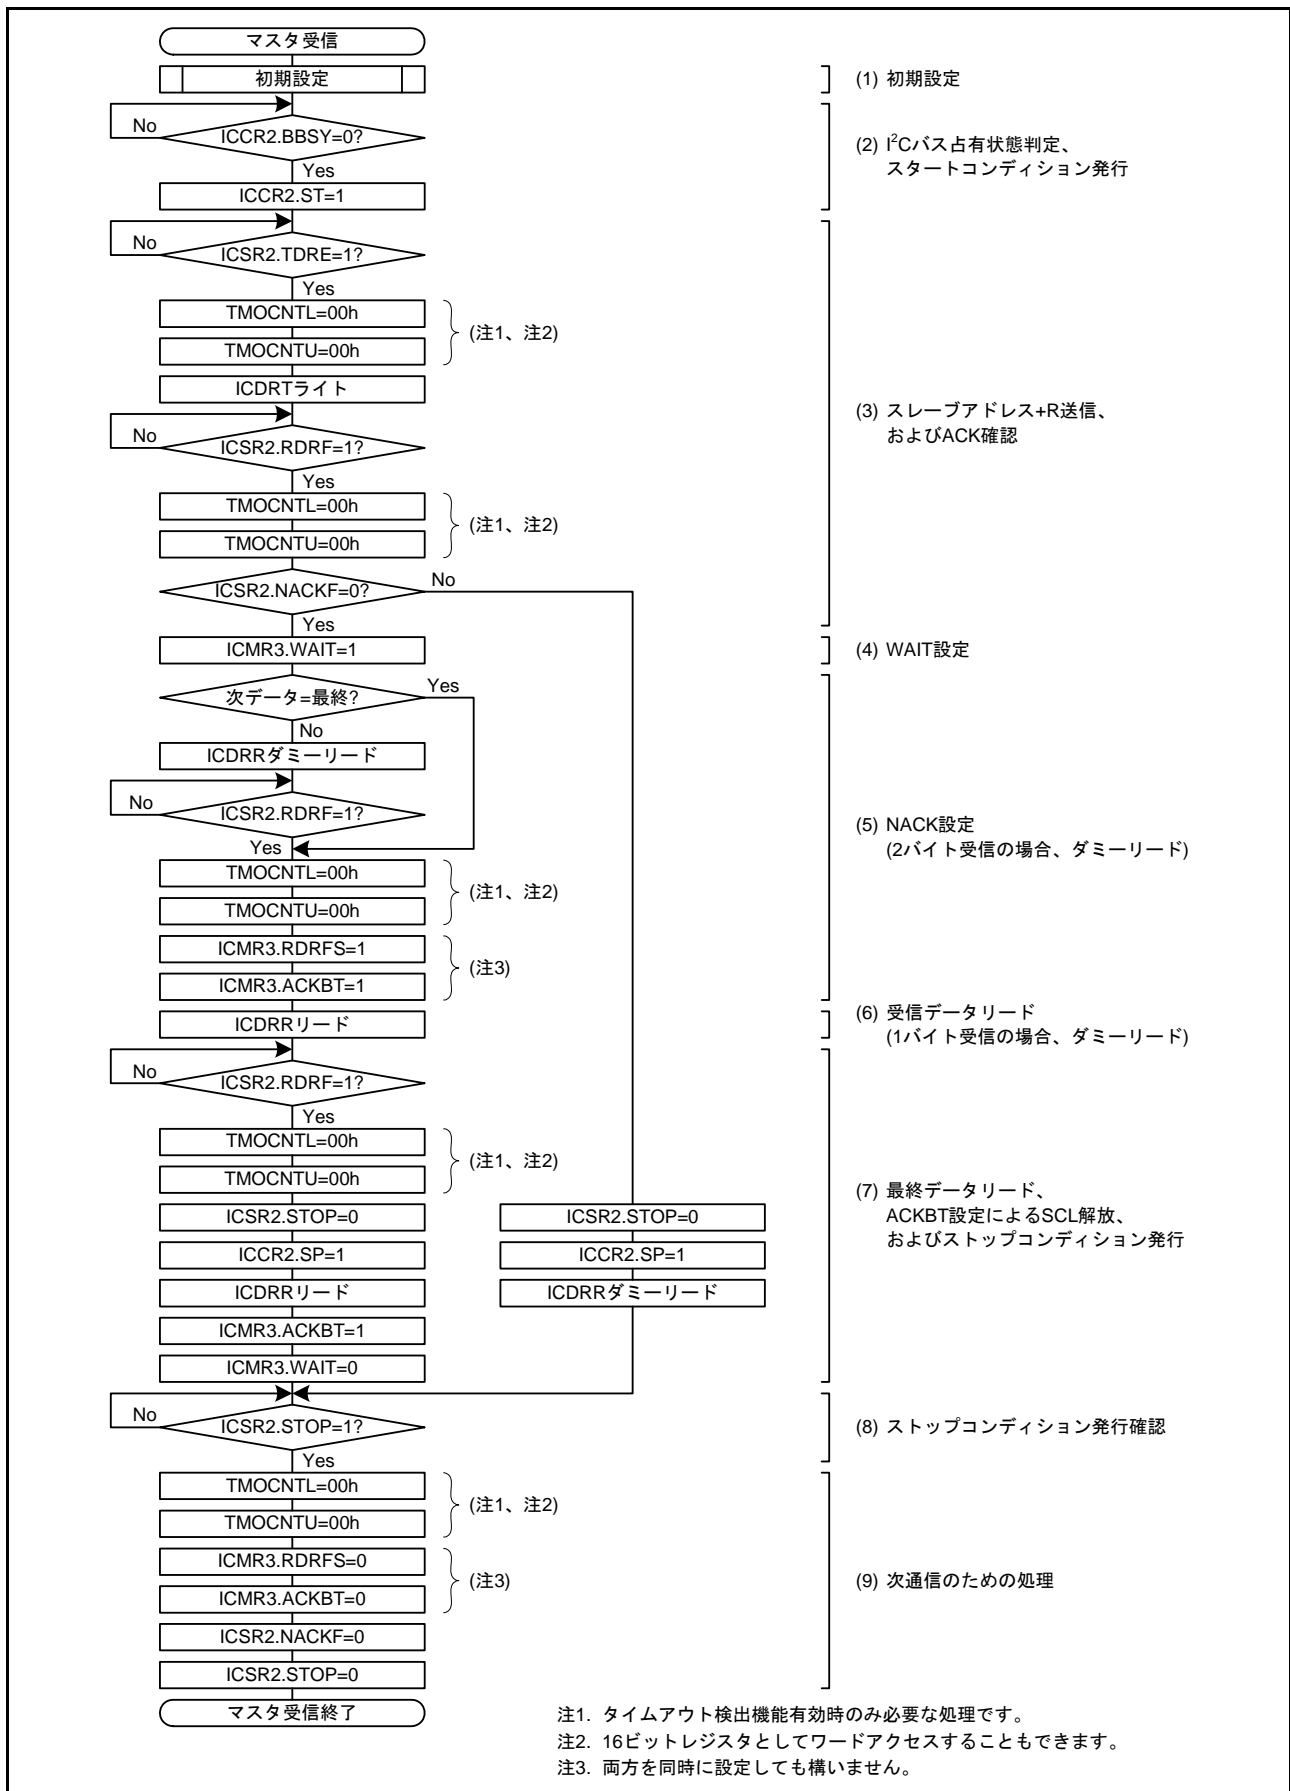 マスタ受信
初期設定
(1) 初期設定
No
ICCR2.BBSY=0?
Yes
ICCR2.ST=1
(2) I²Cバス占有状態判定、
スタートコンディション発行
No
ICSR2.TDRE=1?
Yes
TMOCNTL=00h
TMOCNTU=00h
(注1、注2)
ICDRTライト
No
ICSR2.RDRF=1?
Yes
TMOCNTL=00h
TMOCNTU=00h
(注1、注2)
ICSR2.NACKF=0?
No
Yes
(3) スレーブアドレス+R送信、
およびACK確認
ICMR3.WAIT=1
(4) WAIT設定
次データ=最終?
Yes
No
ICDRRダミーリード
No
ICSR2.RDRF=1?
Yes
TMOCNTL=00h
TMOCNTU=00h
(注1、注2)
ICMR3.RDRFS=1
ICMR3.ACKBT=1
(注3)
(5) NACK設定
(2バイト受信の場合、ダミーリード)
ICDRRリード
(6) 受信データリード
(1バイト受信の場合、ダミーリード)
No
ICSR2.RDRF=1?
Yes
TMOCNTL=00h
TMOCNTU=00h
(注1、注2)
ICSR2.STOP=0
ICCR2.SP=1
ICDRRリード
ICMR3.ACKBT=1
ICMR3.WAIT=0
ICSR2.STOP=0
ICCR2.SP=1
ICDRRダミーリード
(7) 最終データリード、
ACKBT設定によるSCL解放、
およびストップコンディション発行
No
ICSR2.STOP=1?
Yes
(8) ストップコンディション発行確認
TMOCNTL=00h
TMOCNTU=00h
(注1、注2)
ICMR3.RDRFS=0
ICMR3.ACKBT=0
(注3)
ICSR2.NACKF=0
ICSR2.STOP=0
(9) 次通信のための処理
マスタ受信終了
注1. タイムアウト検出機能有効時のみ必要な処理です。
注2. 16ビットレジスタとしてワードアクセスすることもできます。
注3. 両方を同時に設定しても構いません。